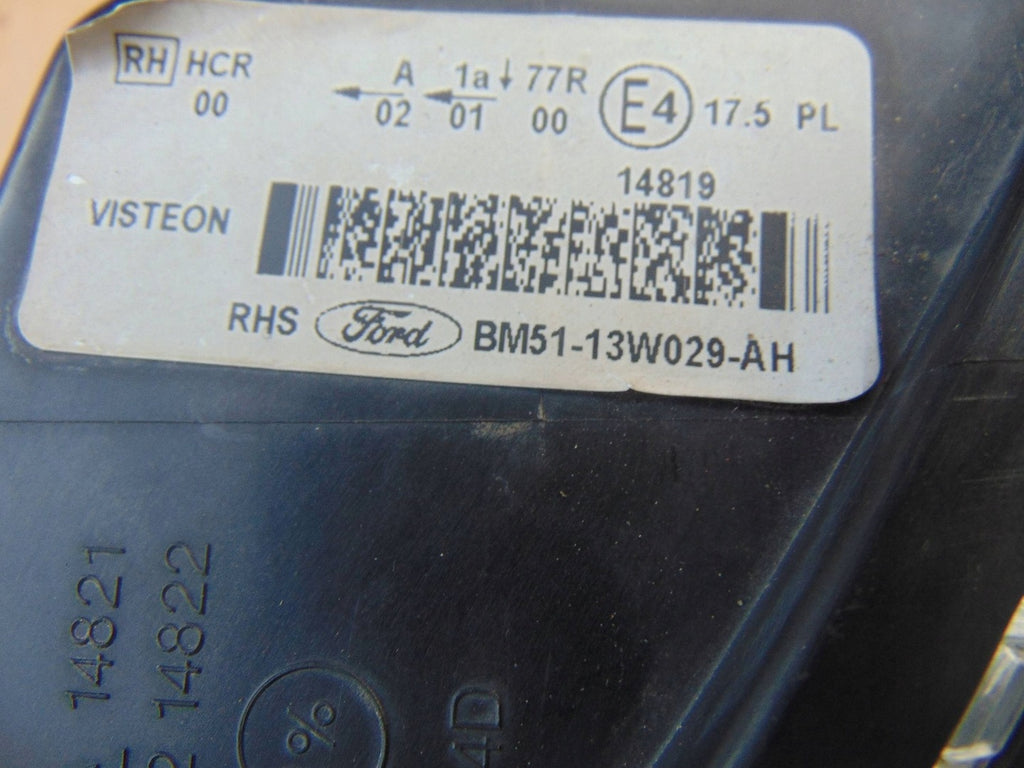 RH HCR A 1a 77R E4 17.5 PL
00 02 01 00
14819
VISTEON
RHS Ford BM51-13W029-AH
14821
14822
%
4D